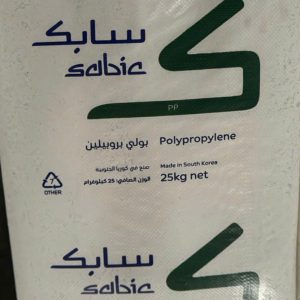 سابك
sabic
PP
بولي بروبيلين Polypropylene
صنع في كوريا الجنوبية Made in South Korea
الوزن الصافي: 25 كيلوغرام 25kg net
7
OTHER
سابك
sabic